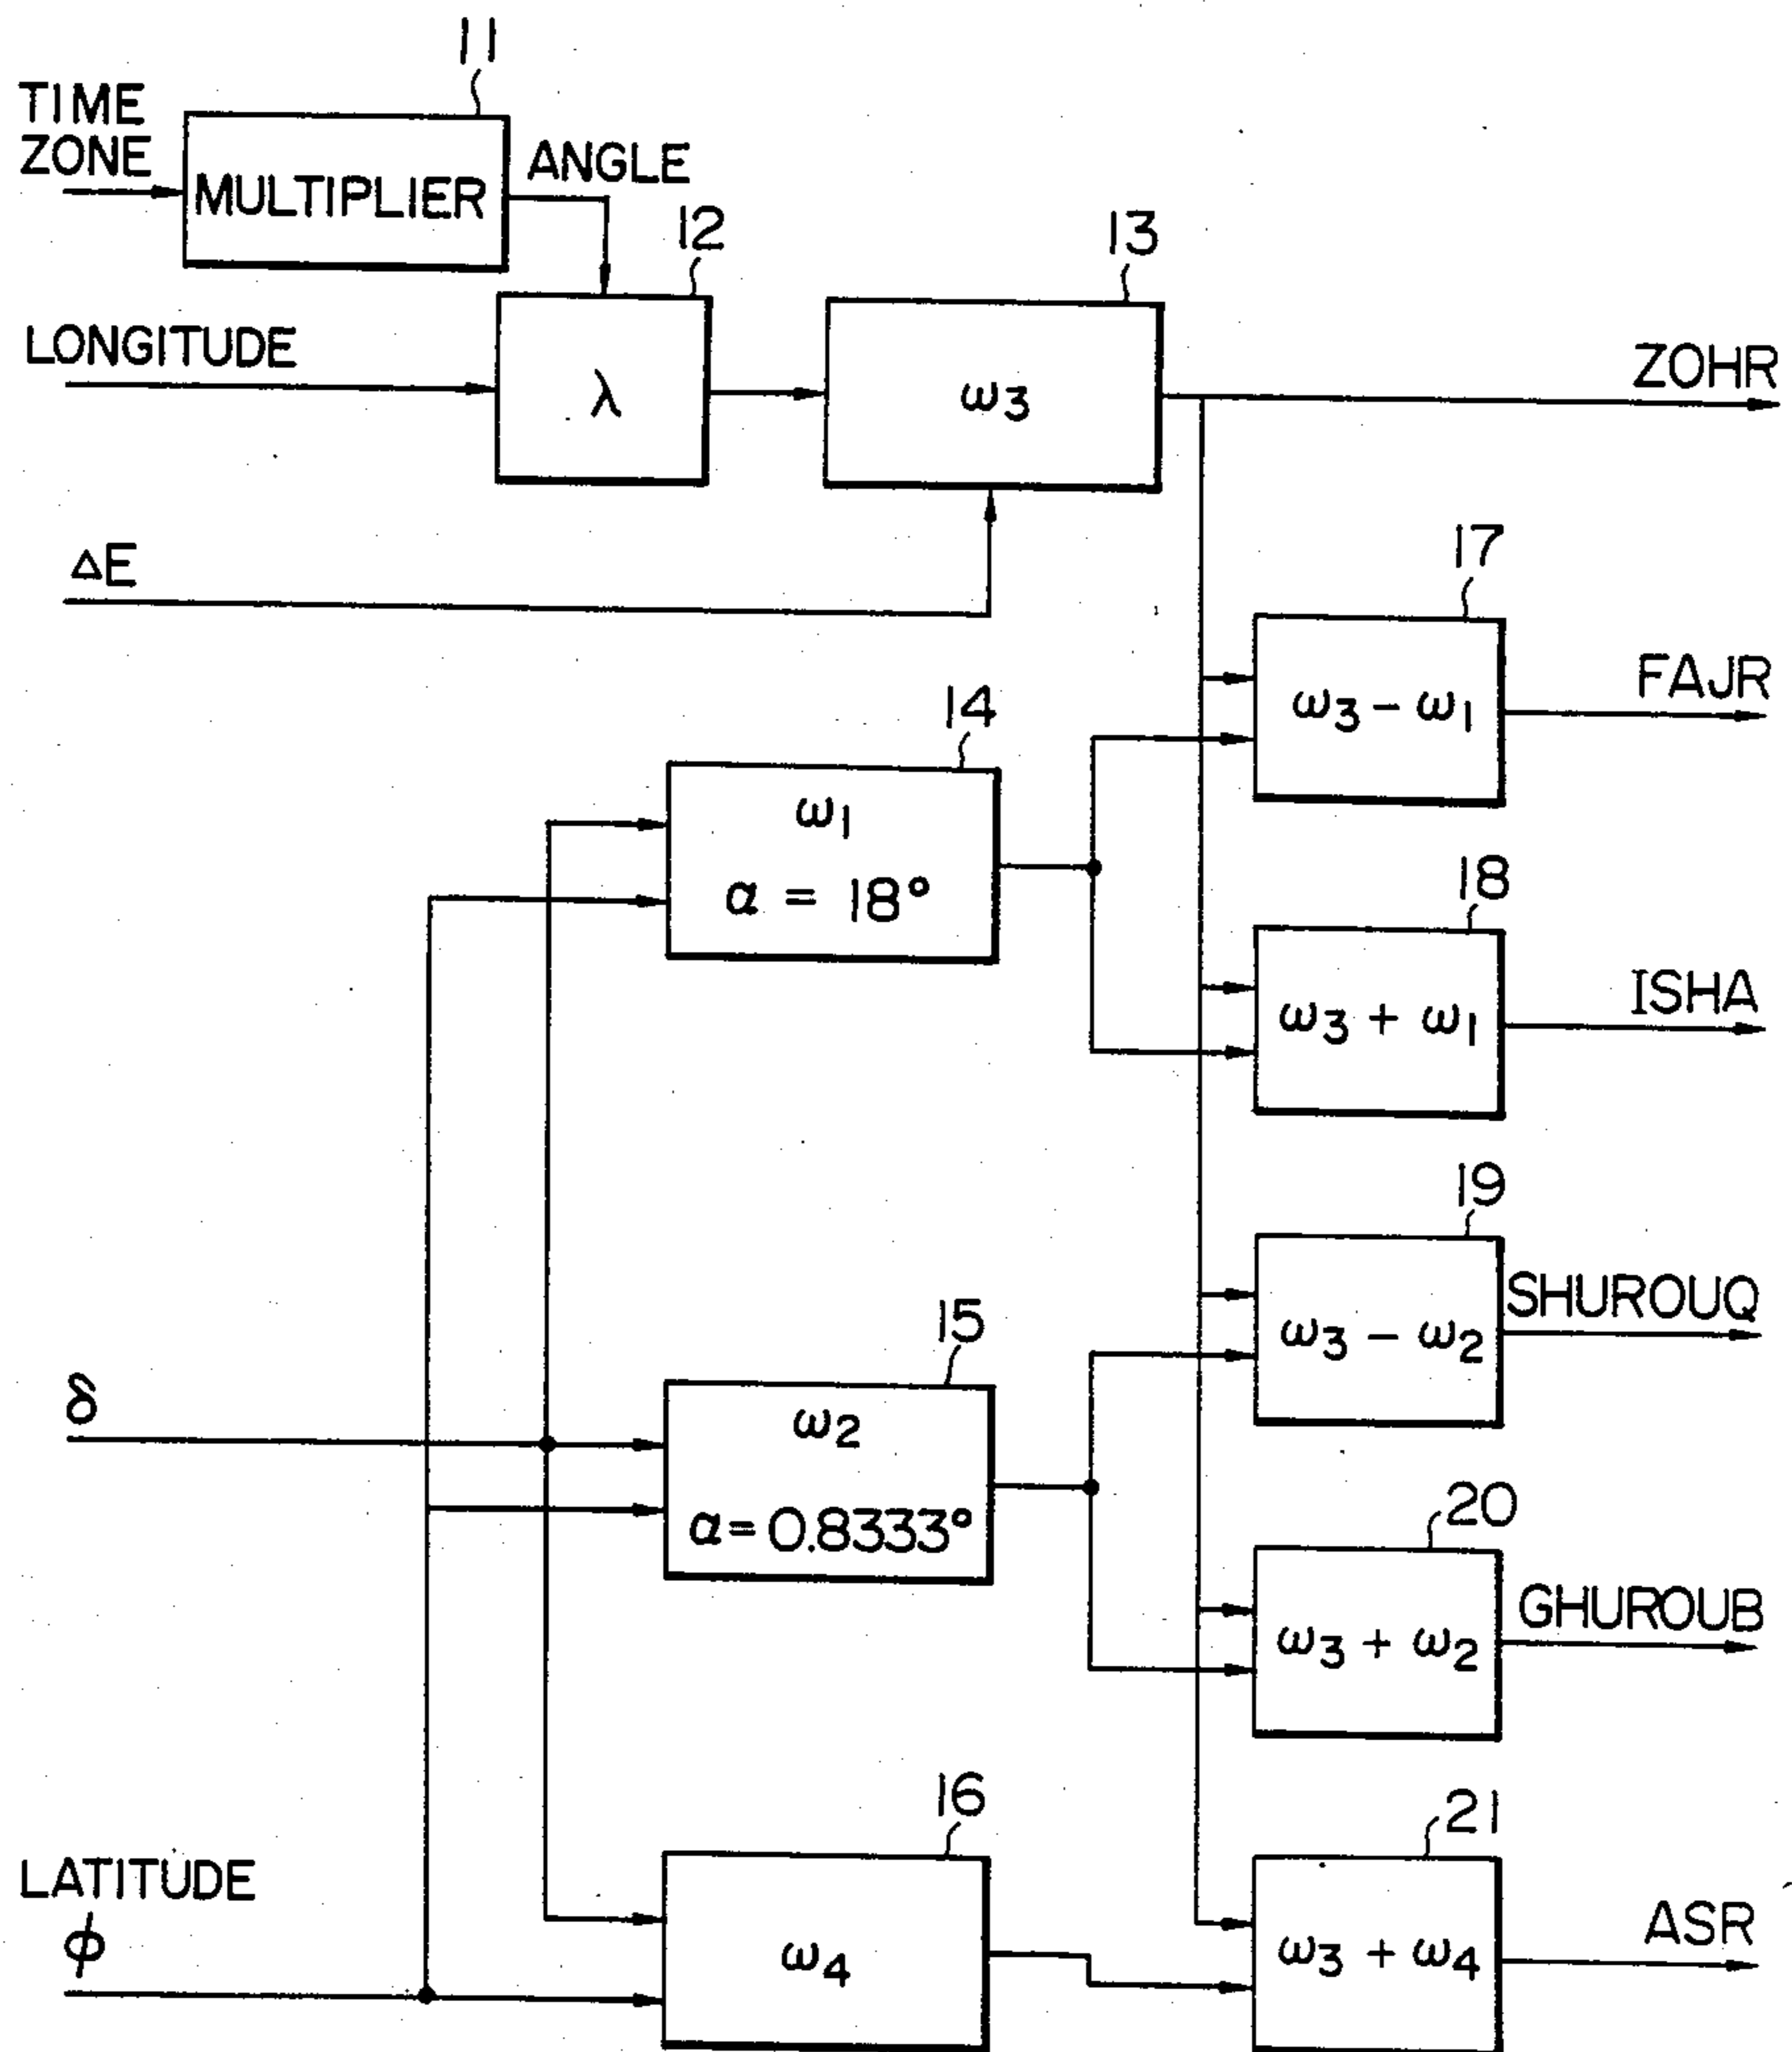 11
TIME
ZONE
MULTIPLIER
ANGLE
12
13
LONGITUDE
λ
ω3
ZOHR
ΔE
17
ω3 - ω1
FAJR
14
ω1
α = 18°
18
ω3 + ω1
ISHA
19
ω3 - ω2
SHUROUQ
15
δ
ω2
α = 0.8333°
20
ω3 + ω2
GHUROUB
16
21
LATITUDE
φ
ω4
ω3 + ω4
ASR